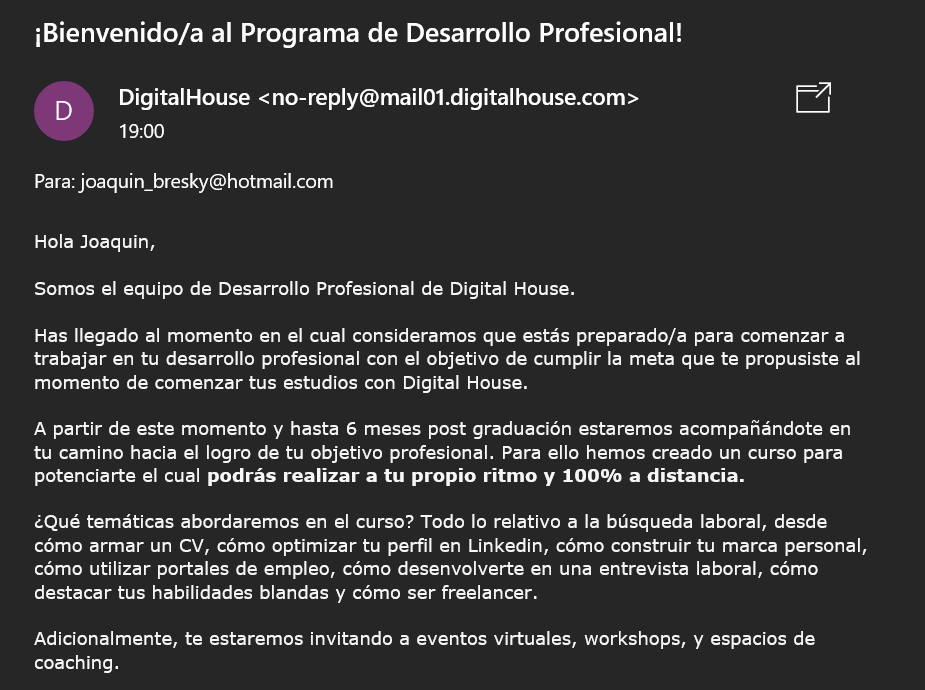 ¡Bienvenido/a al Programa de Desarrollo Profesional!
D
DigitalHouse <no-reply@mail01.digitalhouse.com>
19:00
Para: joaquin_bresky@hotmail.com
Hola Joaquin,
Somos el equipo de Desarrollo Profesional de Digital House.
Has llegado al momento en el cual consideramos que estás preparado/a para comenzar a
trabajar en tu desarrollo profesional con el objetivo de cumplir la meta que te propusiste al
momento de comenzar tus estudios con Digital House.
A partir de este momento y hasta 6 meses post graduación estaremos acompañándote en
tu camino hacia el logro de tu objetivo profesional. Para ello hemos creado un curso para
potenciarte el cual podrás realizar a tu propio ritmo y 100% a distancia.
¿Qué temáticas abordaremos en el curso? Todo lo relativo a la búsqueda laboral, desde
cómo armar un CV, cómo optimizar tu perfil en Linkedin, cómo construir tu marca personal,
cómo utilizar portales de empleo, cómo desenvolverte en una entrevista laboral, cómo
destacar tus habilidades blandas y cómo ser freelancer.
Adicionalmente, te estaremos invitando a eventos virtuales, workshops, y espacios de
coaching.